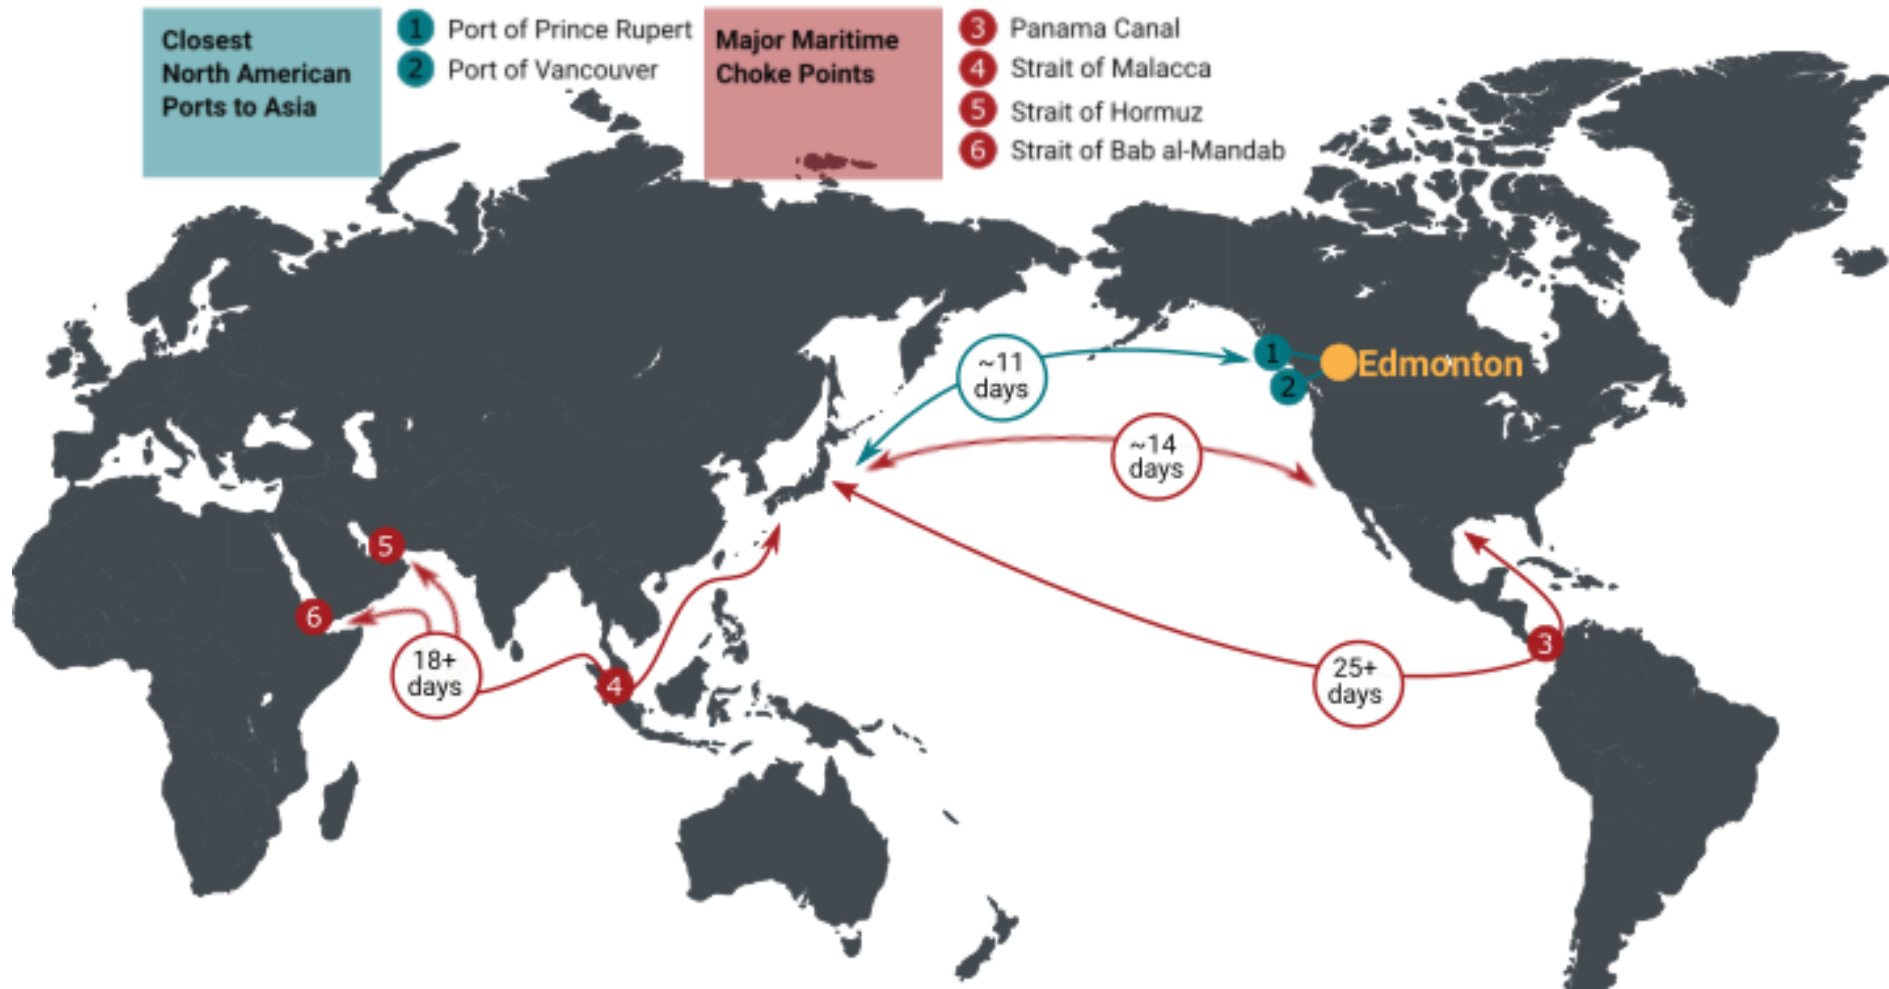 Closest
North American
Ports to Asia
1 Port of Prince Rupert
2 Port of Vancouver
Major Maritime
Choke Points
3 Panama Canal
4 Strait of Malacca
5 Strait of Hormuz
6 Strait of Bab al-Mandab
~11
days
1
2
Edmonton
~14
days
5
6
18+
days
4
25+
days
3